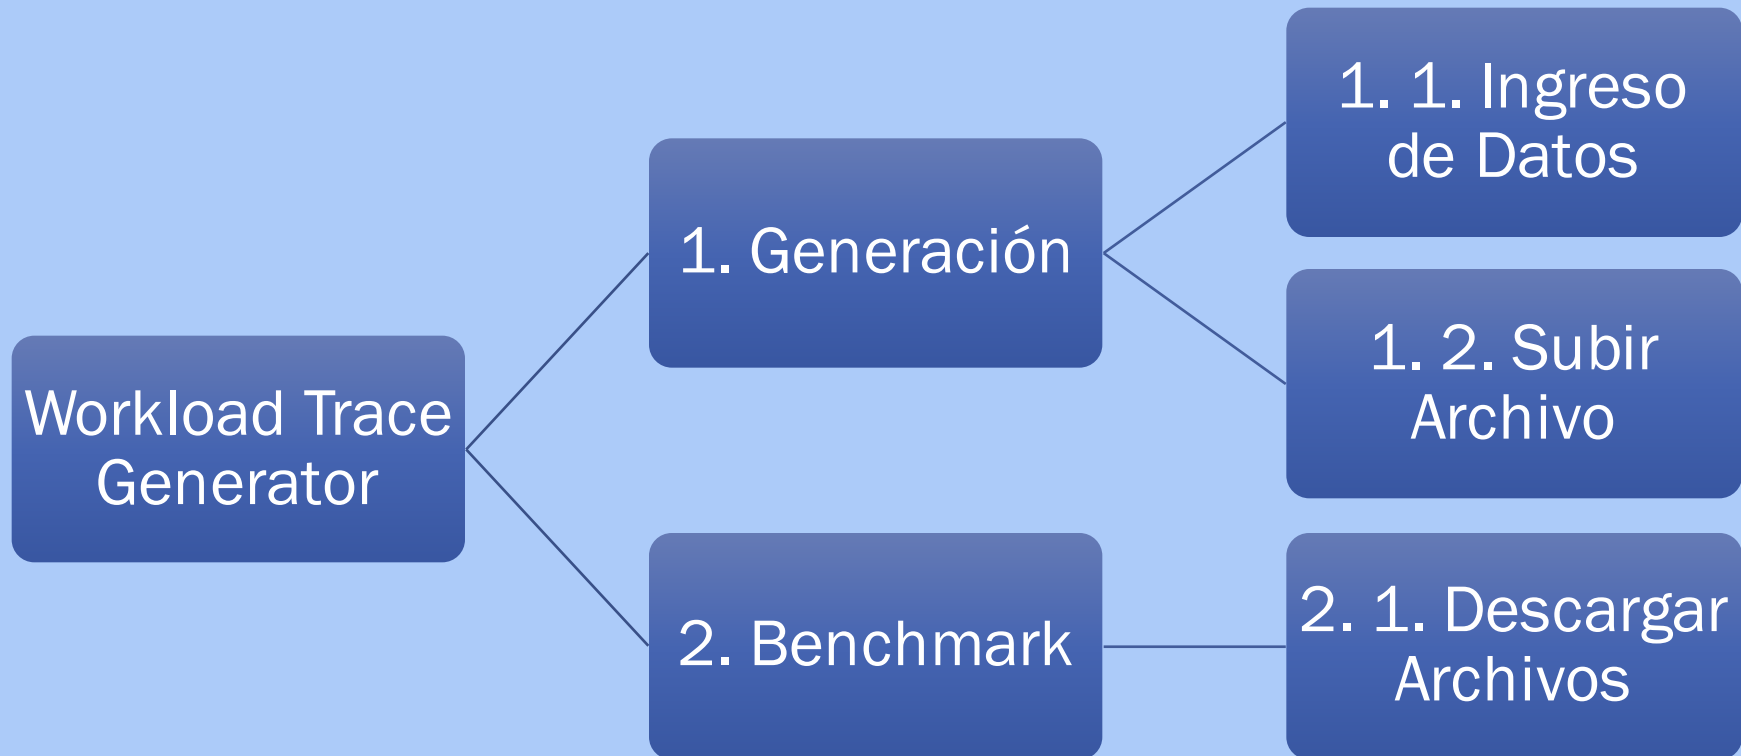 Workload Trace
Generator
1. Generación
1. 1. Ingreso
de Datos
1. 2. Subir
Archivo
2. Benchmark
2. 1. Descargar
Archivos